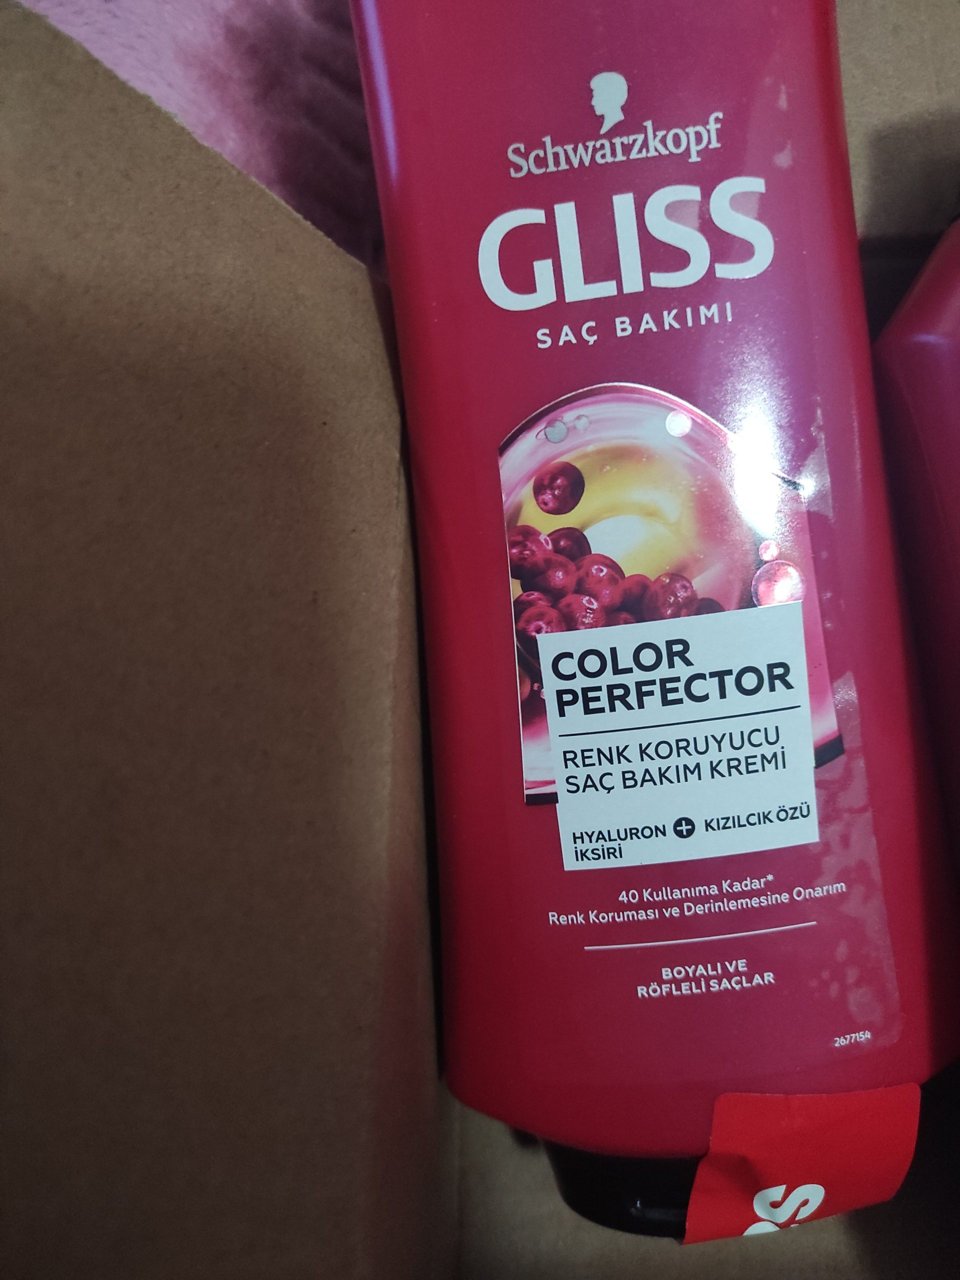 Schwarzkopf
GLISS
SAÇ BAKIMI
COLOR
PERFECTOR
RENK KORUYUCU
SAÇ BAKIM KREMİ
HYALURON + KIZILCIK ÖZÜ
İKSİRİ
40 Kullanıma Kadar*
Renk Koruması ve Derinlemesine Onarım
BOYALI VE
RÖFLELİ SAÇLAR
2677154